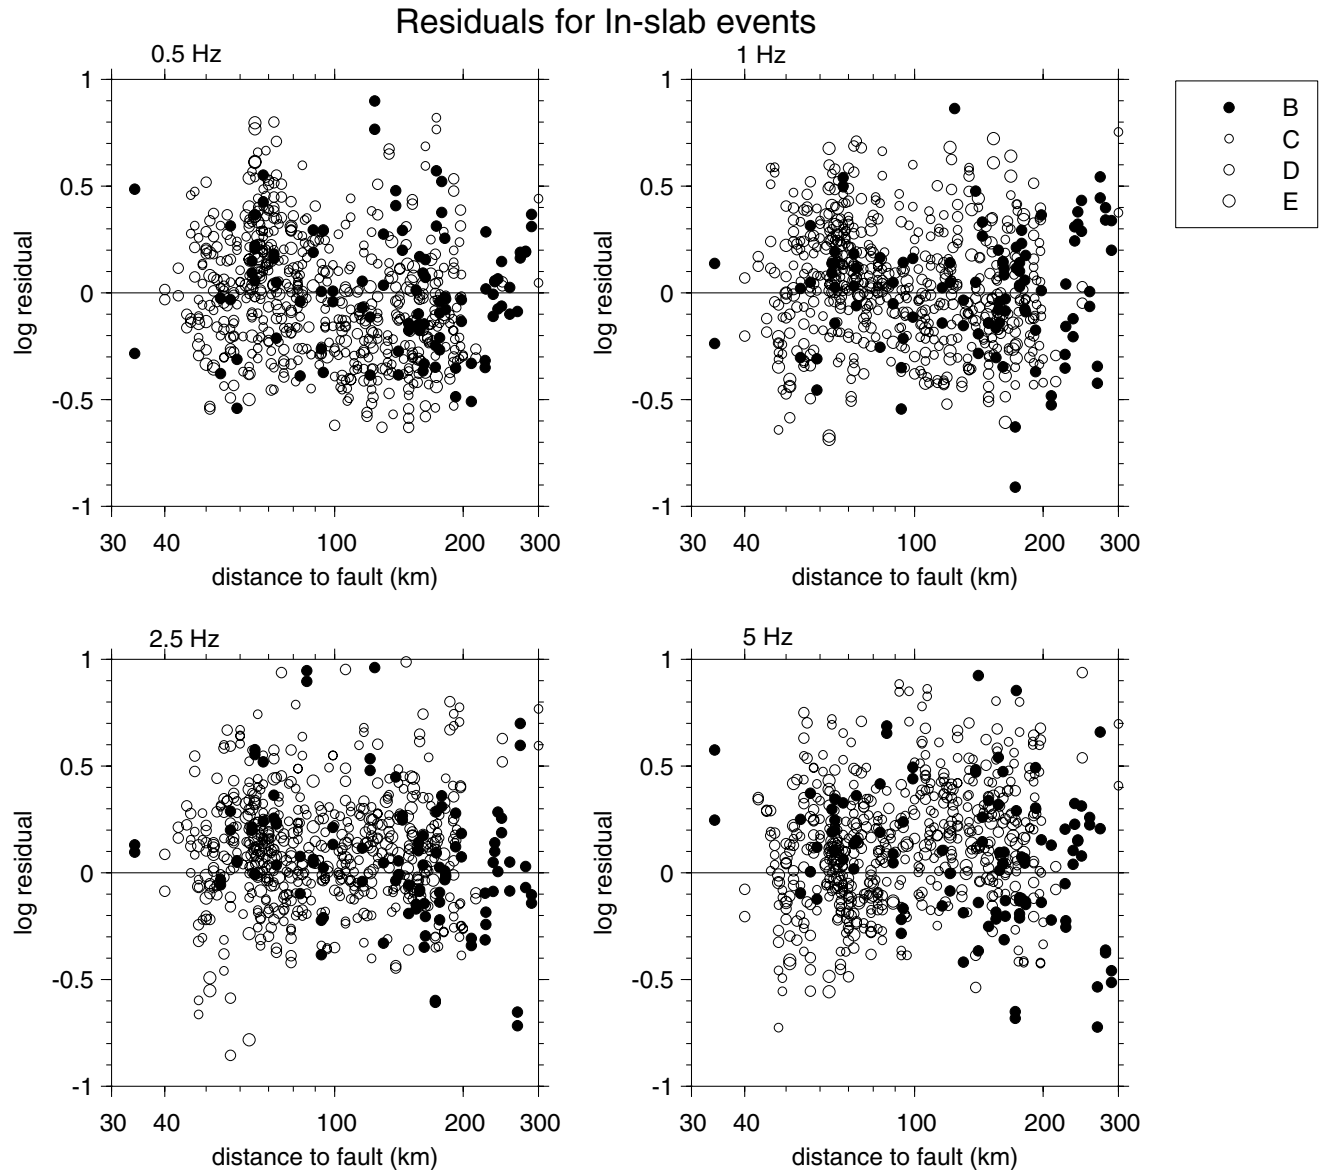 Residuals for In-slab events
0.5 Hz
1
0.5
0
-0.5
-1
log residual
30 40 100 200 300
distance to fault (km)
1 Hz
1
0.5
0
-0.5
-1
log residual
30 40 100 200 300
distance to fault (km)
B
C
D
E
2.5 Hz
1
0.5
0
-0.5
-1
log residual
30 40 100 200 300
distance to fault (km)
5 Hz
1
0.5
0
-0.5
-1
log residual
30 40 100 200 300
distance to fault (km)